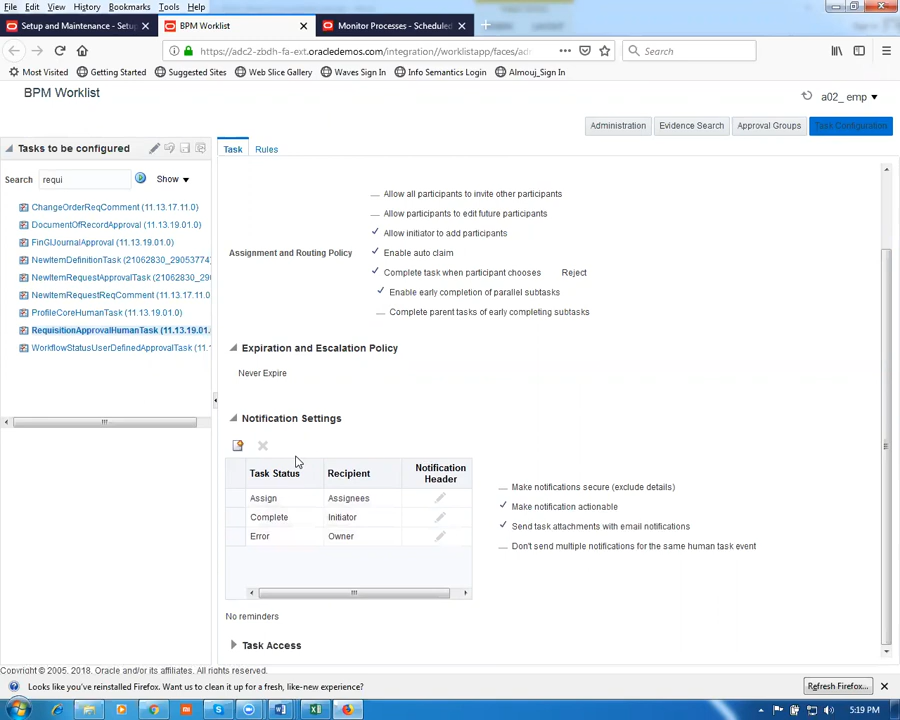 File Edit View History Bookmarks Tools Help
Setup and Maintenance - Setup
BPM Worklist
Monitor Processes - Scheduled
https://adc2-zbdh-fa-ext.oracledemos.com/integration/worklistapp/faces/adm
Search
Most Visited Getting Started Suggested Sites Web Slice Gallery Waves Sign In Info Semantics Login Almouj_Sign In
BPM Worklist
a02_ emp
Administration Evidence Search Approval Groups Task Configuration
Tasks to be configured
Task Rules
Search requi Show
ChangeOrderReqComment (11.13.17.11.0)
DocumentOfRecordApproval (11.13.19.01.0)
FinGlJournalApproval (11.13.19.01.0)
NewItemDefinitionTask (21062830_29053774)
NewItemRequestApprovalTask (21062830_290
NewItemRequestReqComment (11.13.17.11.0
ProfileCoreHumanTask (11.13.19.01.0)
RequisitionApprovalHumanTask (11.13.19.01.
WorkflowStatusUserDefinedApprovalTask (11.
Assignment and Routing Policy
Allow all participants to invite other participants
Allow participants to edit future participants
Allow initiator to add participants
Enable auto claim
Complete task when participant chooses Reject
Enable early completion of parallel subtasks
Complete parent tasks of early completing subtasks
Expiration and Escalation Policy
Never Expire
Notification Settings
Task Status Recipient Notification Header
Assign Assignees
Complete Initiator
Error Owner
Make notifications secure (exclude details)
Make notification actionable
Send task attachments with email notifications
Don't send multiple notifications for the same human task event
No reminders
Task Access
Copyright © 2005, 2018. Oracle and/or its affiliates. All rights reserved.
Looks like you've reinstalled Firefox. Want us to clean it up for a fresh, like-new experience?
Refresh Firefox...
5:19 PM